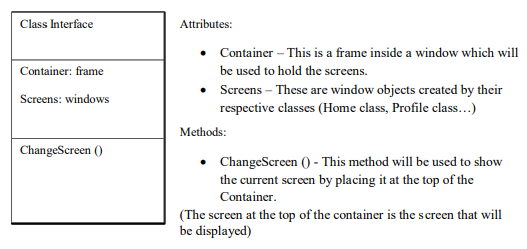 Class Interface
Container: frame
Screens: windows
ChangeScreen ()
Attributes:
• Container – This is a frame inside a window which will
be used to hold the screens.
• Screens – These are window objects created by their
respective classes (Home class, Profile class…)
Methods:
• ChangeScreen () - This method will be used to show
the current screen by placing it at the top of the
Container.
(The screen at the top of the container is the screen that will
be displayed)